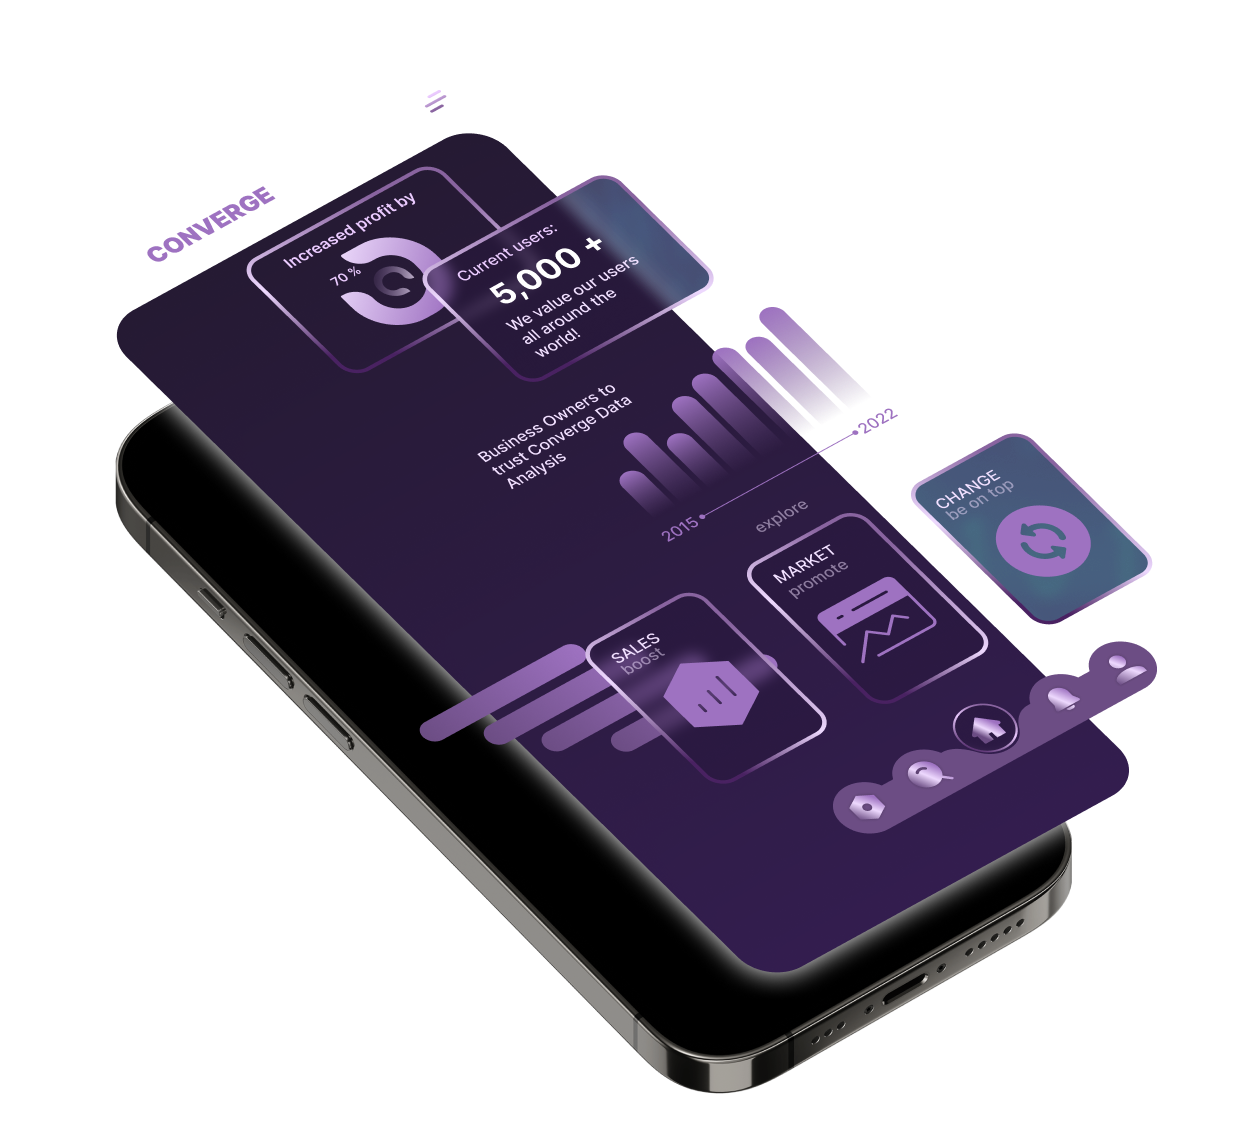 CONVERGE
Increased profit by
70 %
Current users:
5,000 +
We value our users
all around the
world!
Business Owners to
trust Converge Data
Analysis
2015
2022
explore
CHANGE
be on top
MARKET
promote
SALES
boost